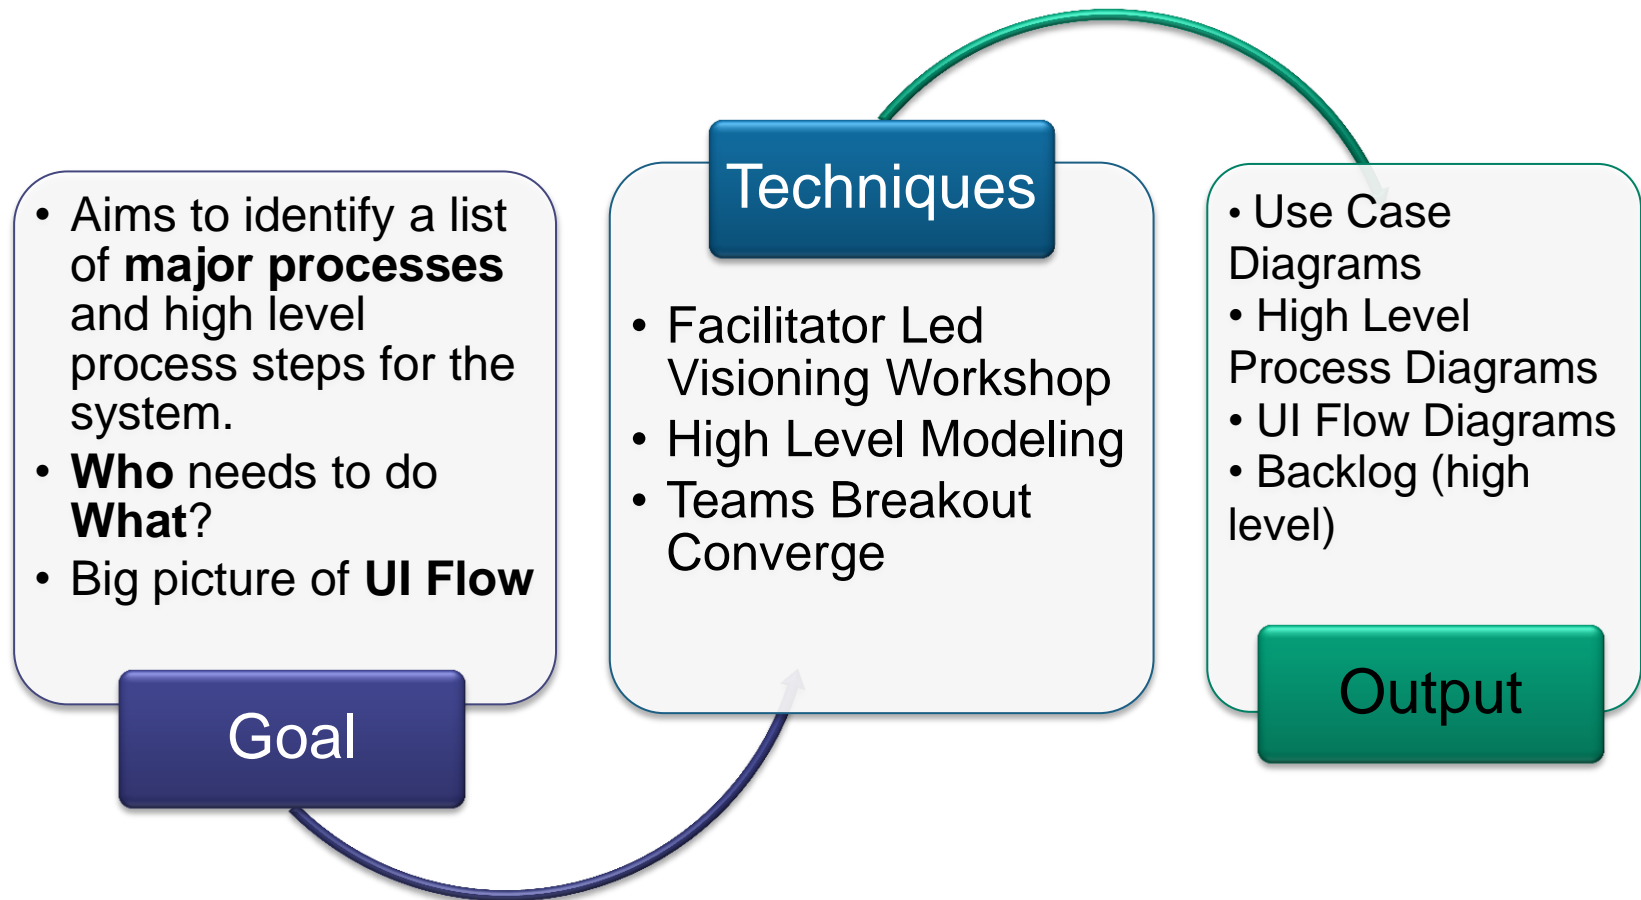 • Aims to identify a list
of major processes
and high level
process steps for the
system.
• Who needs to do
What?
• Big picture of UI Flow
Goal
Techniques
• Facilitator Led
Visioning Workshop
• High Level Modeling
• Teams Breakout
Converge
• Use Case
Diagrams
• High Level
Process Diagrams
• UI Flow Diagrams
• Backlog (high
level)
Output